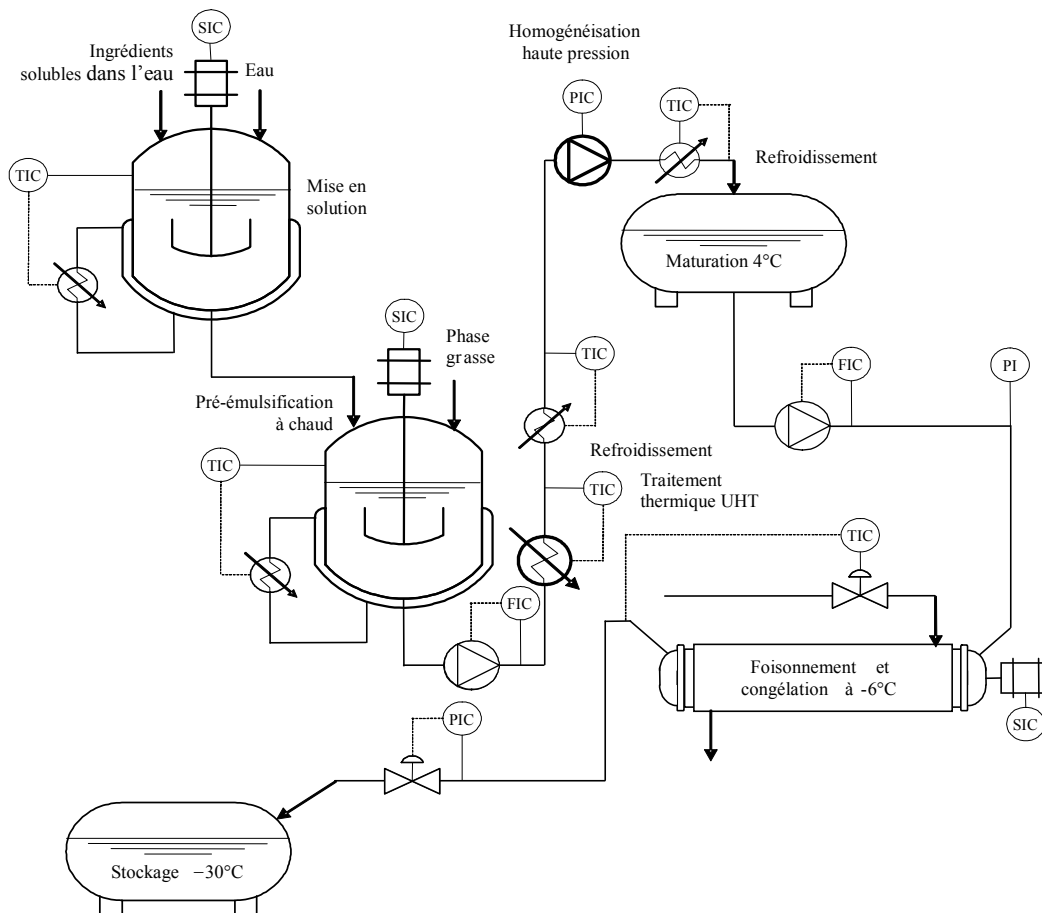 SIC
Ingrédients
solubles dans l'eau
Eau
TIC
Mise en
solution
Homogénéisation
haute pression
PIC
TIC
Refroidissement
Maturation 4°C
SIC
Phase
grasse
Pré-émulsification
à chaud
TIC
TIC
FIC
PI
Refroidissement
TIC
Traitement
thermique UHT
TIC
FIC
Foisonnement et
congélation à -6°C
SIC
PIC
Stockage −30°C